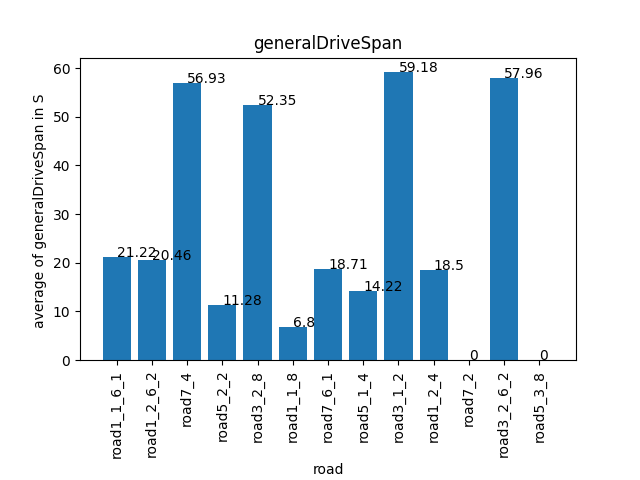 generalDriveSpan
average of generalDriveSpan in S
60
50
40
30
20
10
0
21.22
20.46
56.93
11.28
52.35
6.8
18.71
14.22
59.18
18.5
0
57.96
0
road1_1_6_1
road1_2_6_2
road7_4
road5_2_2
road3_2_8
road1_1_8
road7_6_1
road5_1_4
road3_1_2
road1_2_4
road7_2
road3_2_6_2
road5_3_8
road